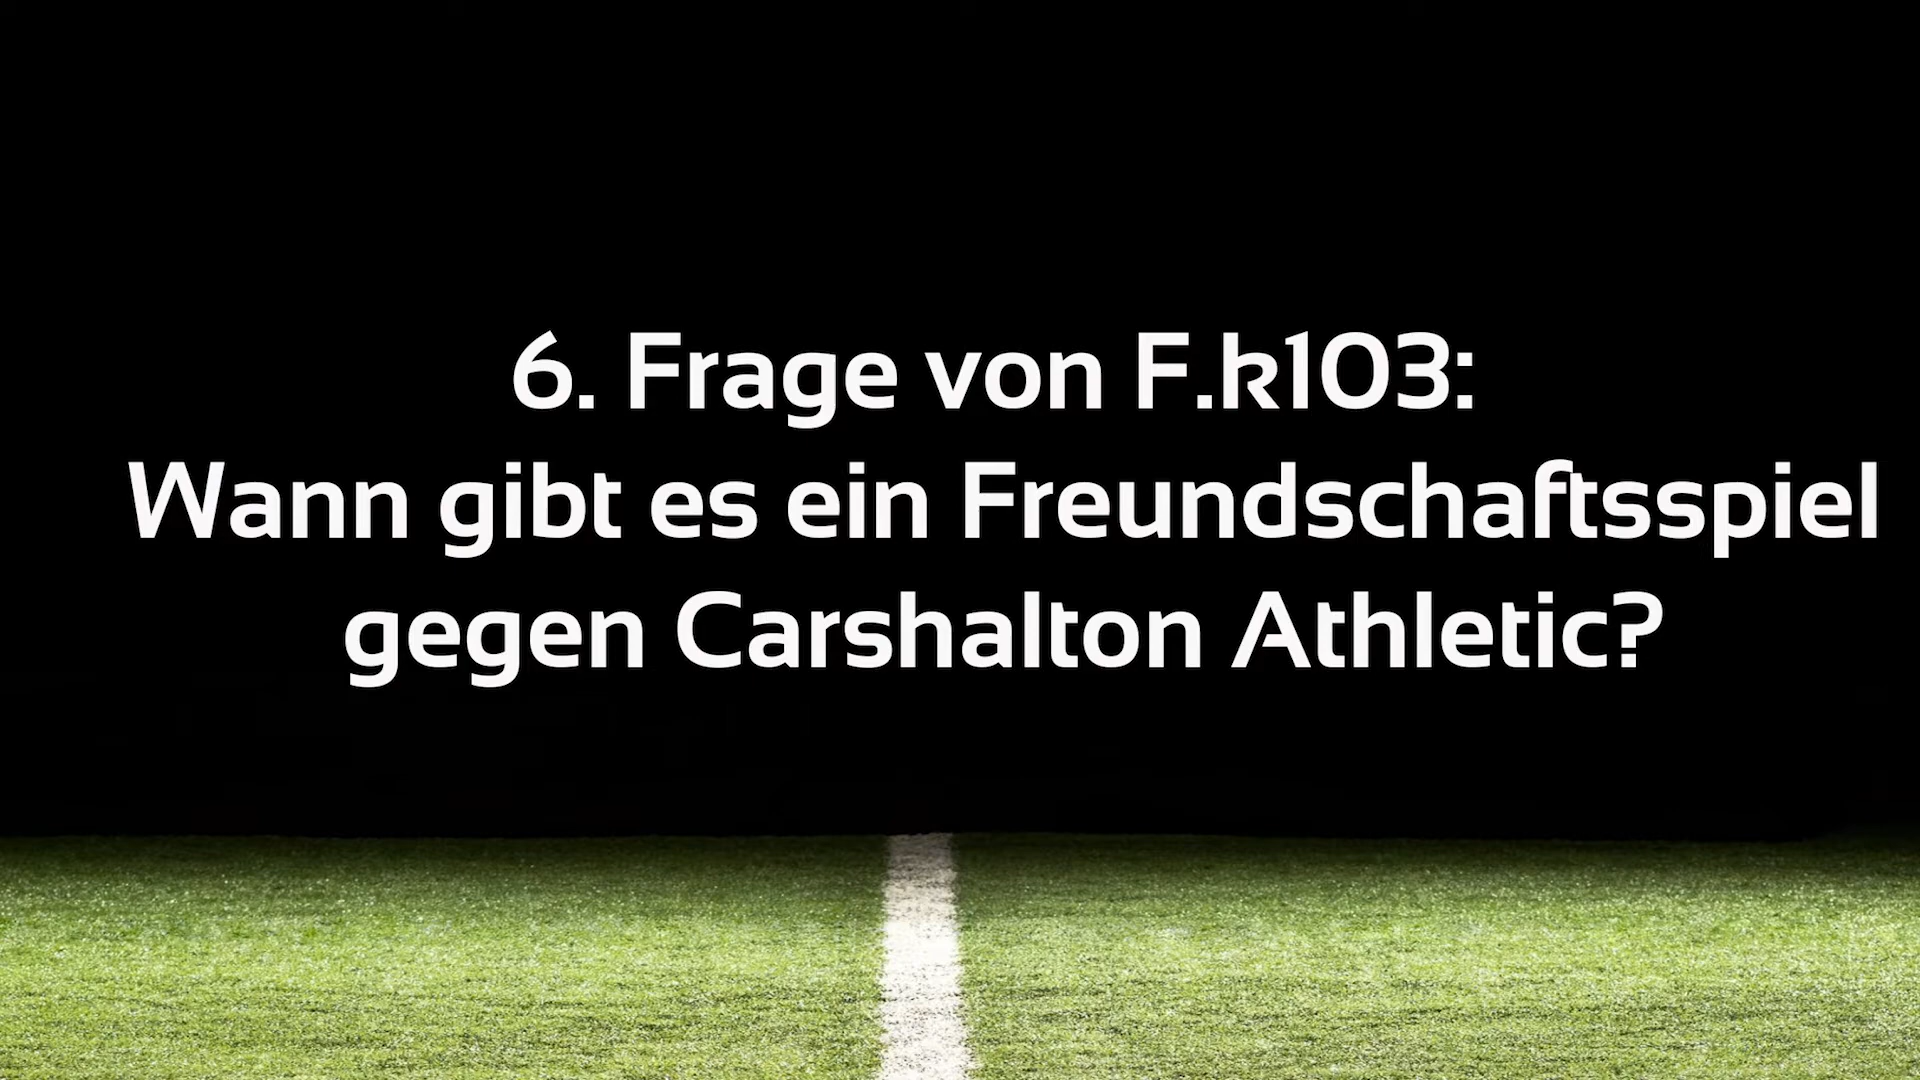 6. Frage von F.k103:
Wann gibt es ein Freundschaftsspiel
gegen Carshalton Athletic?